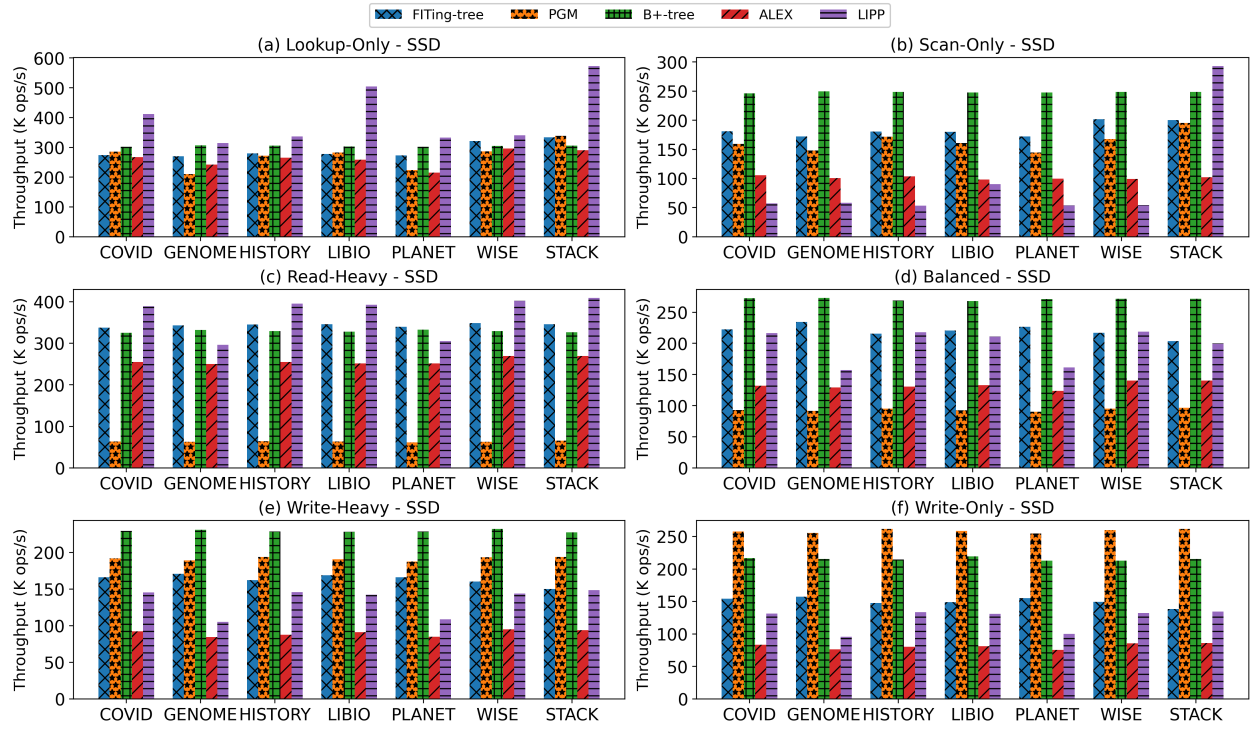 FITing-tree PGM B+-tree ALEX LIPP
(a) Lookup-Only - SSD
Throughput (K ops/s)
600
500
400
300
200
100
0
COVID GENOME HISTORY LIBIO PLANET WISE STACK
(b) Scan-Only - SSD
Throughput (K ops/s)
300
250
200
150
100
50
0
COVID GENOME HISTORY LIBIO PLANET WISE STACK
(c) Read-Heavy - SSD
Throughput (K ops/s)
400
300
200
100
0
COVID GENOME HISTORY LIBIO PLANET WISE STACK
(d) Balanced - SSD
Throughput (K ops/s)
250
200
150
100
50
0
COVID GENOME HISTORY LIBIO PLANET WISE STACK
(e) Write-Heavy - SSD
Throughput (K ops/s)
200
150
100
50
0
COVID GENOME HISTORY LIBIO PLANET WISE STACK
(f) Write-Only - SSD
Throughput (K ops/s)
250
200
150
100
50
0
COVID GENOME HISTORY LIBIO PLANET WISE STACK